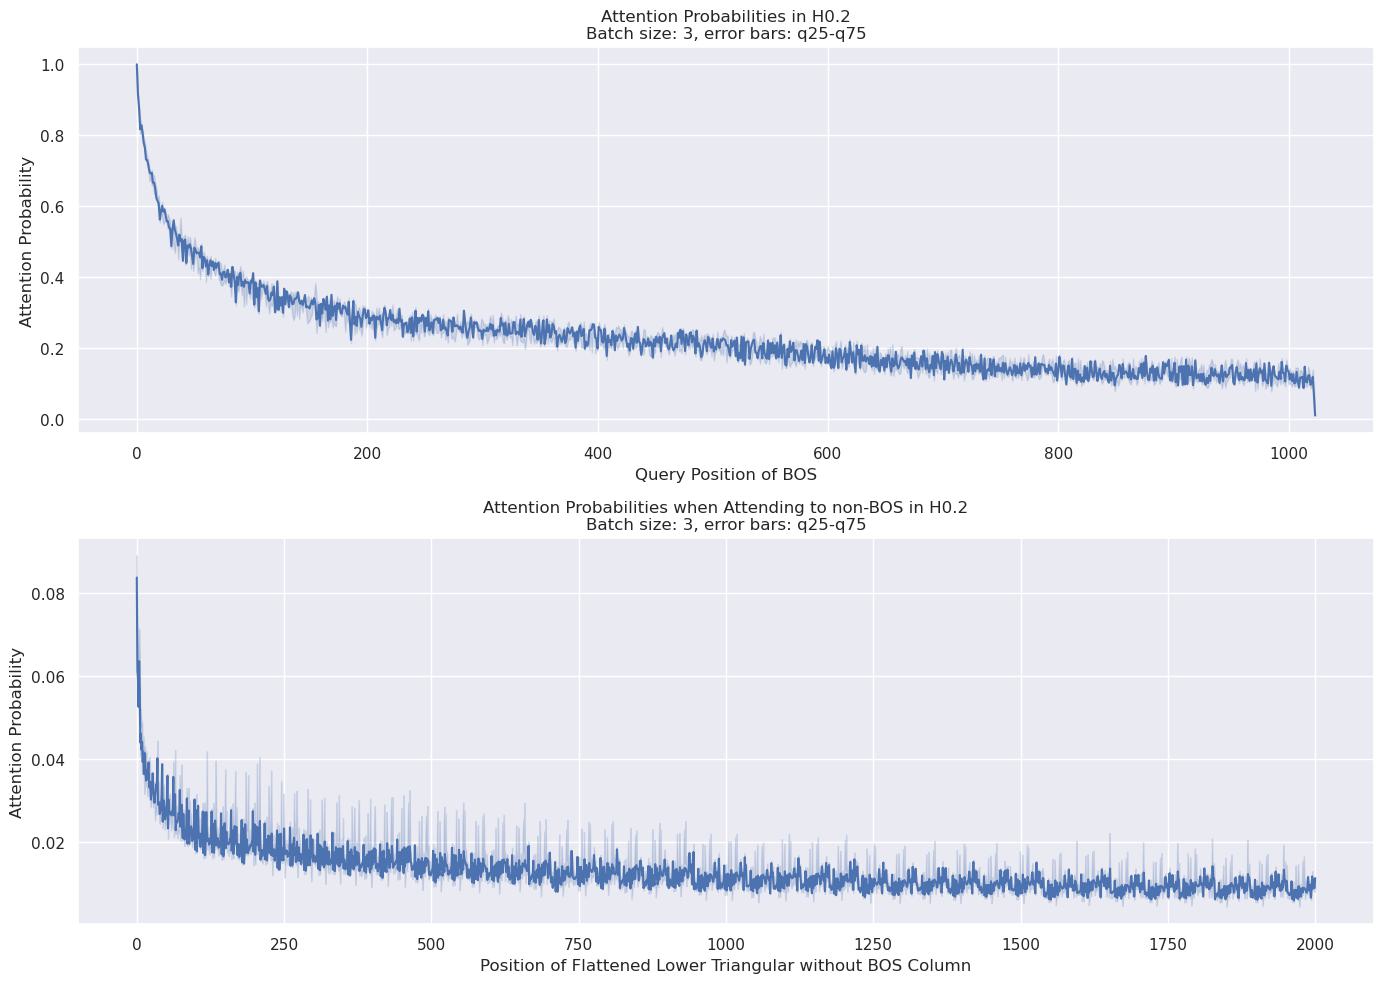 Attention Probabilities in H0.2
Batch size: 3, error bars: q25-q75
1.0
0.8
0.6
0.4
0.2
0.0
Attention Probability
0 200 400 600 800 1000
Query Position of BOS
Attention Probabilities when Attending to non-BOS in H0.2
Batch size: 3, error bars: q25-q75
0.08
0.06
0.04
0.02
Attention Probability
0 250 500 750 1000 1250 1500 1750 2000
Position of Flattened Lower Triangular without BOS Column